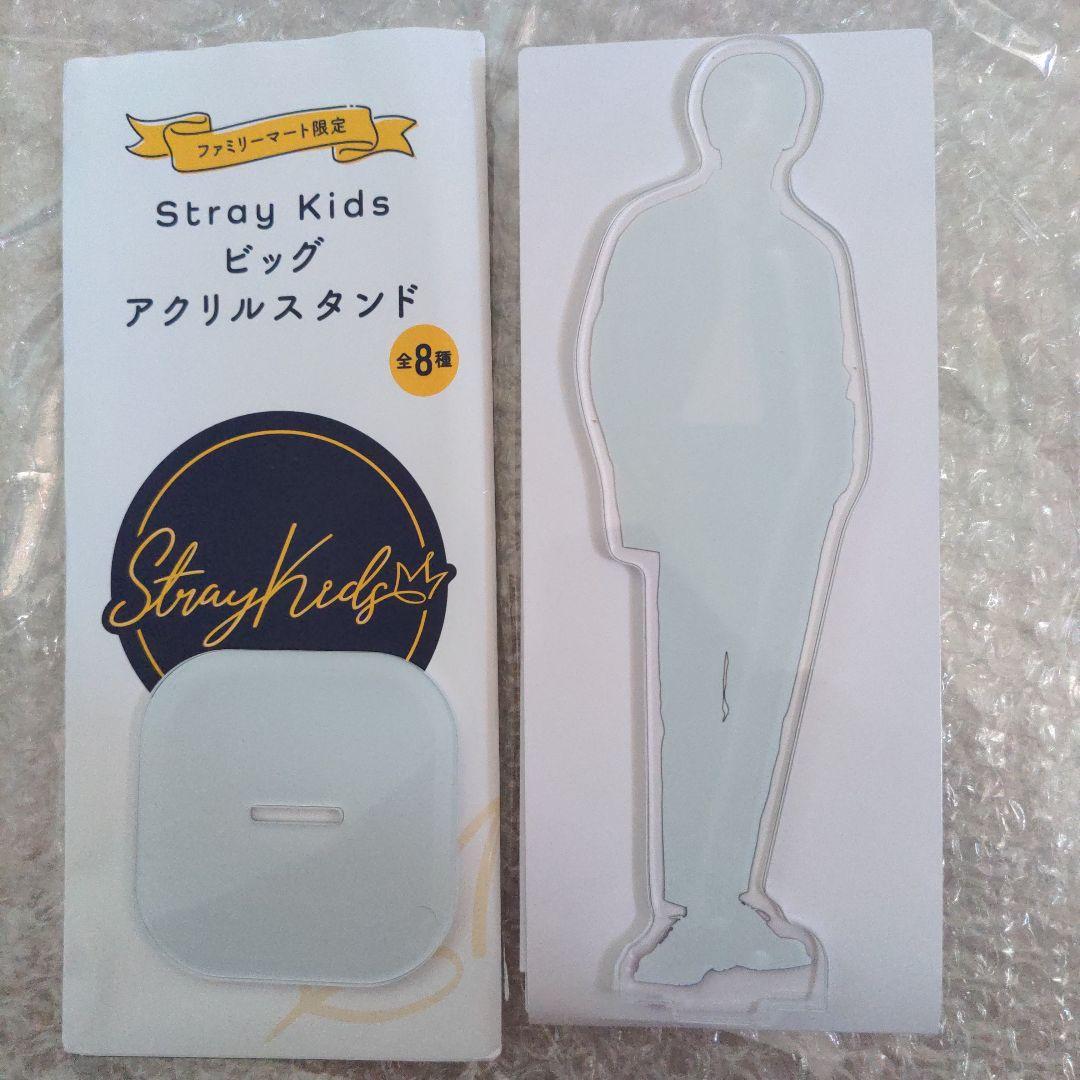 ファミリーマート限定
Stray Kids
ビッグ
アクリルスタンド
全8種
StrayKids